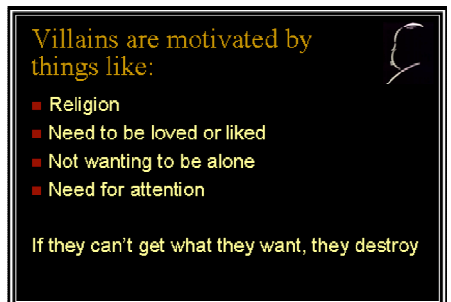 Villains are motivated by
things like:
Religion
Need to be loved or liked
Not wanting to be alone
Need for attention
If they can't get what they want, they destroy